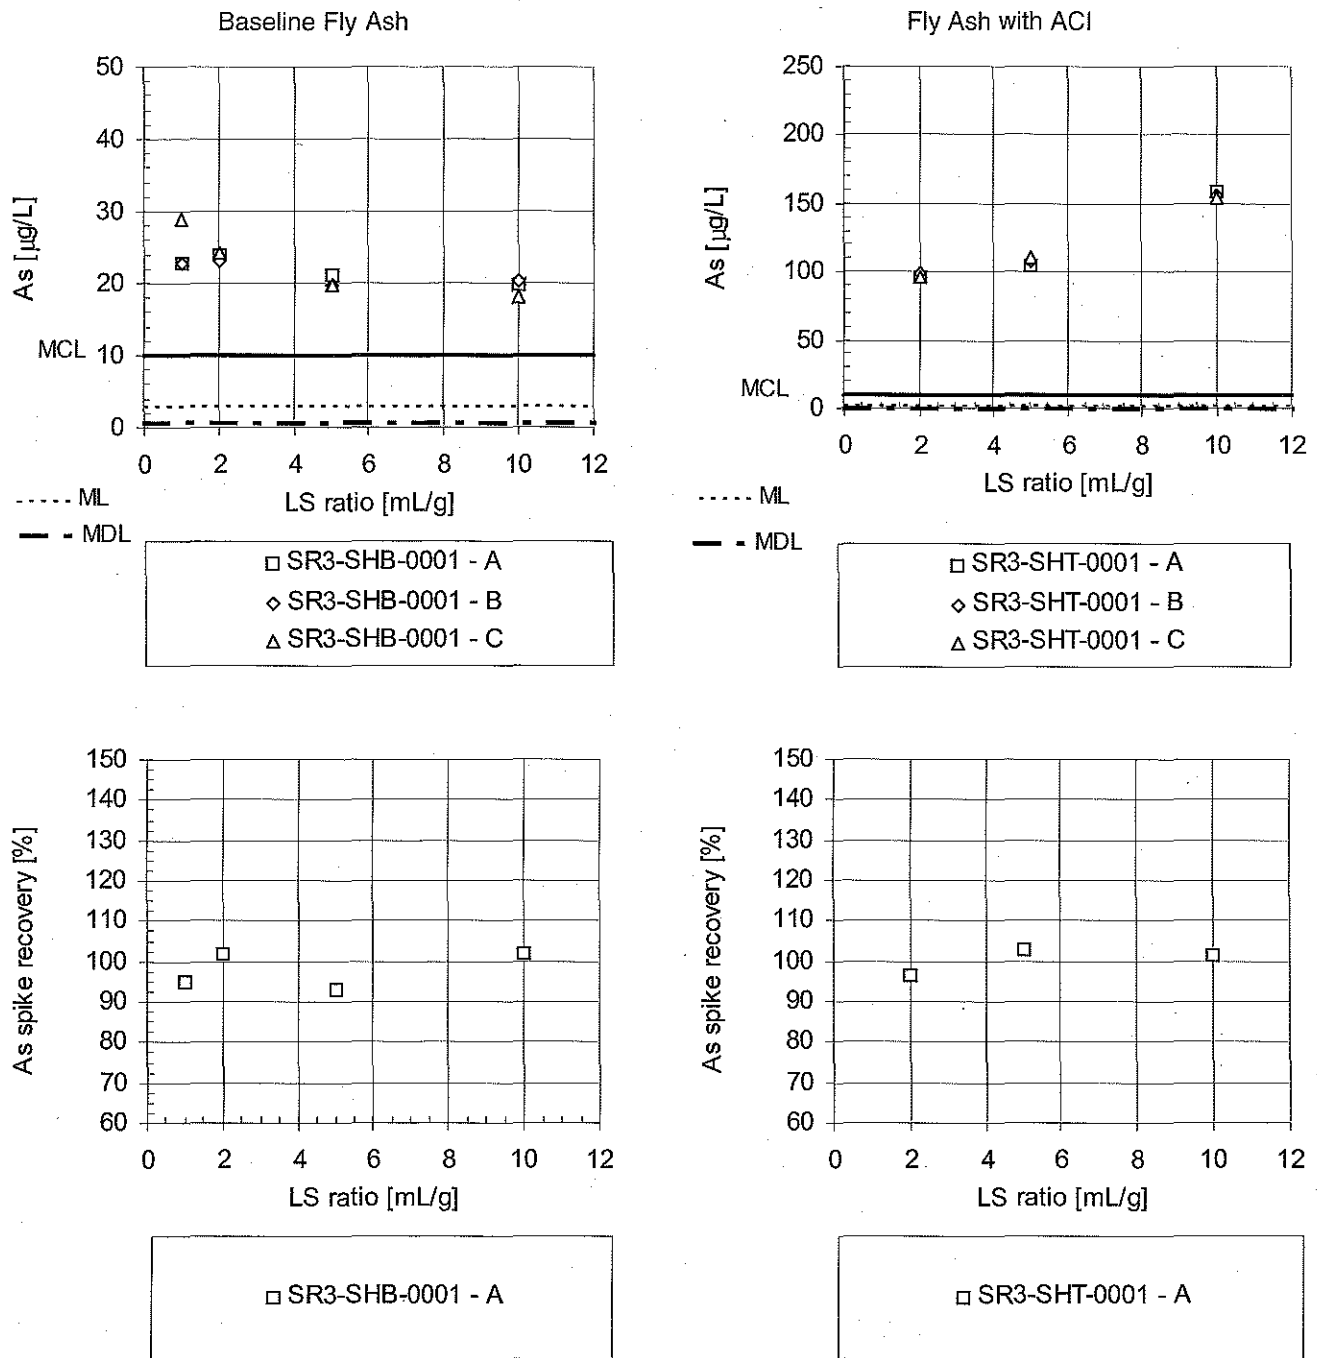 Baseline Fly Ash
50
40
30
20
MCL 10
0
As [µg/L]
0 2 4 6 8 10 12
LS ratio [mL/g]
ML
MDL
SR3-SHB-0001 - A
SR3-SHB-0001 - B
SR3-SHB-0001 - C
Fly Ash with ACI
250
200
150
100
50
MCL
0
As [µg/L]
0 2 4 6 8 10 12
LS ratio [mL/g]
ML
MDL
SR3-SHT-0001 - A
SR3-SHT-0001 - B
SR3-SHT-0001 - C
150
140
130
120
110
100
90
80
70
60
As spike recovery [%]
0 2 4 6 8 10 12
LS ratio [mL/g]
SR3-SHB-0001 - A
150
140
130
120
110
100
90
80
70
60
As spike recovery [%]
0 2 4 6 8 10 12
LS ratio [mL/g]
SR3-SHT-0001 - A